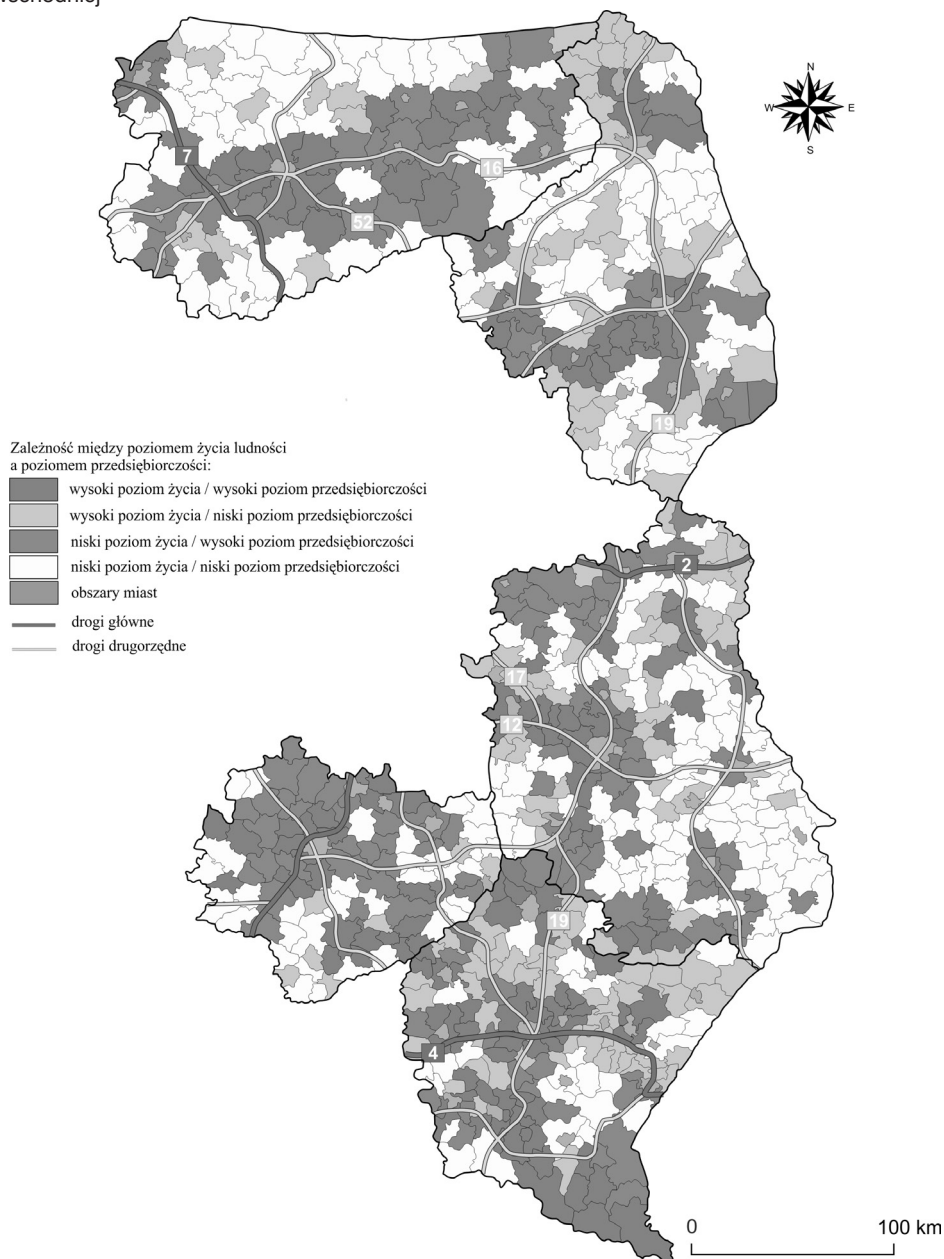 wschodniej
N
W
E
S
7
16
52
19
Zależność między poziomem życia ludności
a poziomem przedsiębiorczości:
wysoki poziom życia / wysoki poziom przedsiębiorczości
wysoki poziom życia / niski poziom przedsiębiorczości
niski poziom życia / wysoki poziom przedsiębiorczości
niski poziom życia / niski poziom przedsiębiorczości
obszary miast
drogi główne
drogi drugorzędne
2
17
12
19
4
0 100 km